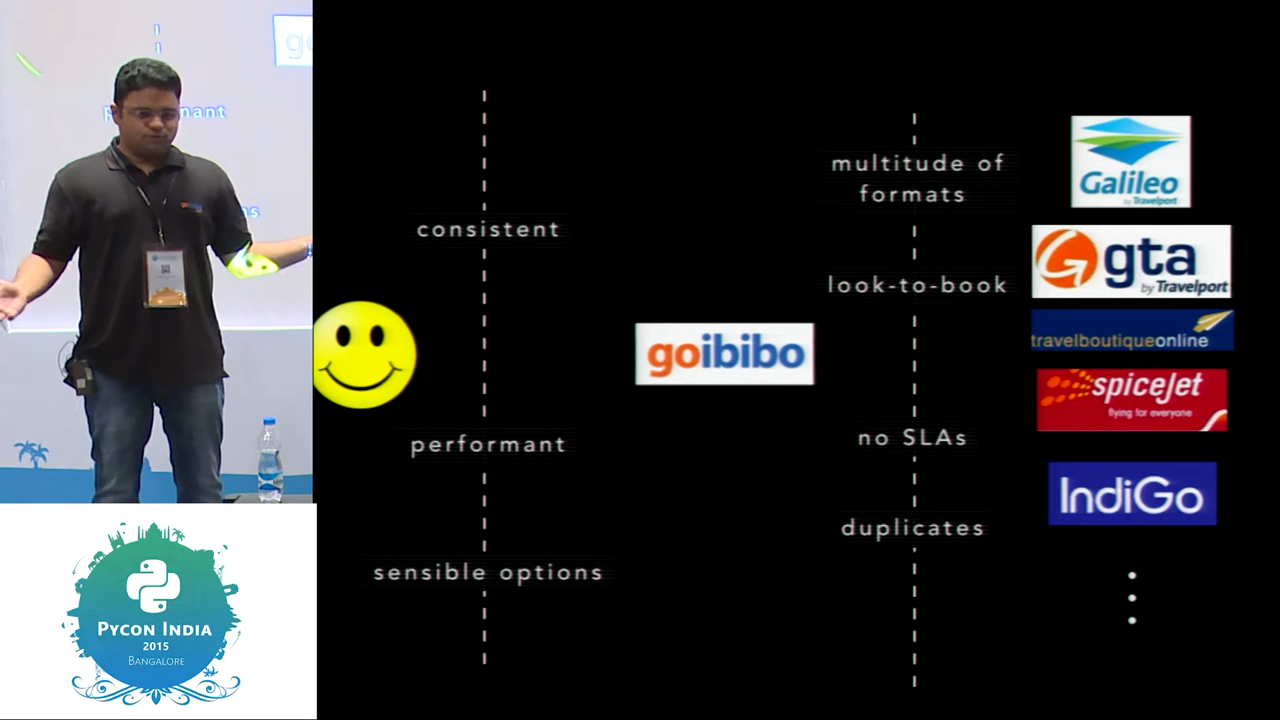 consistent
performant
sensible options
goibibo
multitude of
formats
look-to-book
no SLAs
duplicates
Galileo
by Travelport
gta
by Travelport
travelboutiqueonline
spiceJet
flying for everyone
IndiGo
PYCON INDIA
2015
BANGALORE